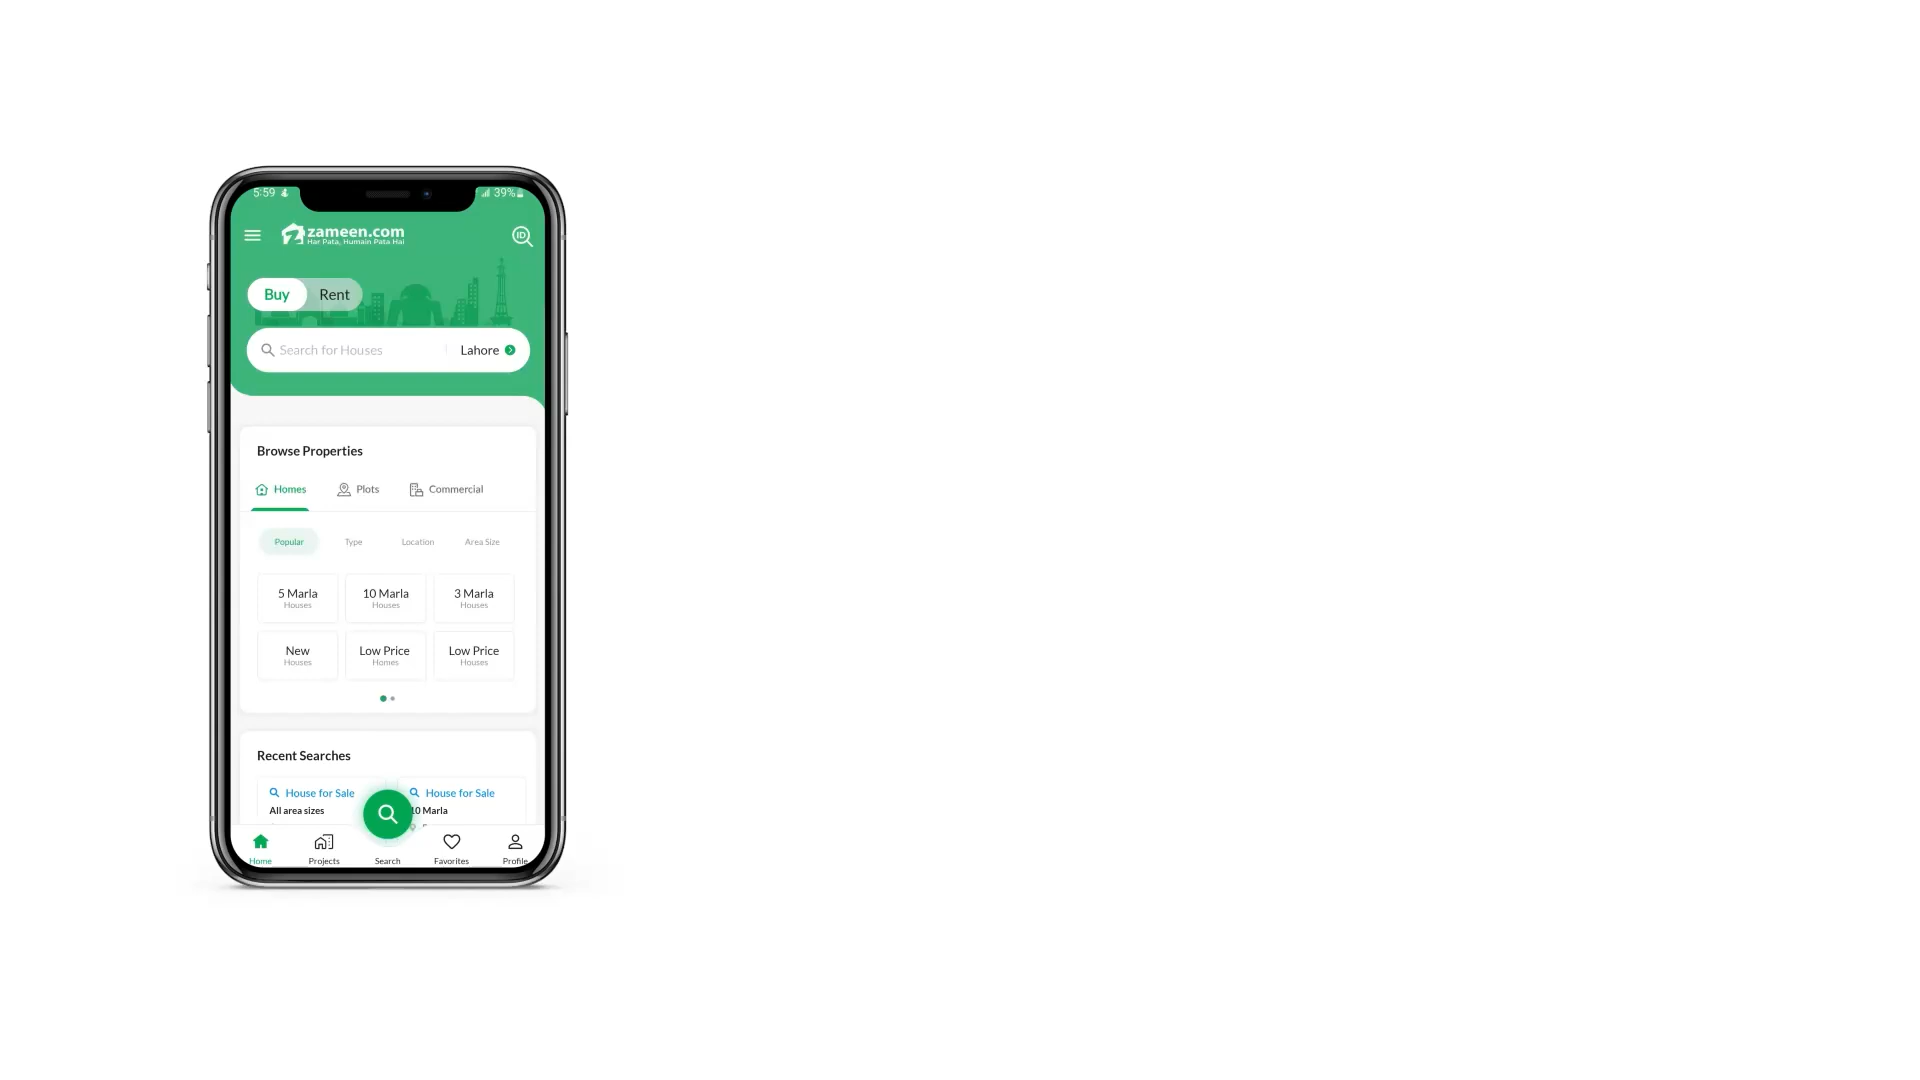 5:59 39%
zameen.com
Har Pata, Humain Pata Hai
ID
Buy Rent
Search for Houses Lahore
Browse Properties
Homes Plots Commercial
Popular Type Location Area Size
5 Marla 10 Marla 3 Marla
Houses Houses Houses
New Low Price Low Price
Houses Homes Houses
Recent Searches
House for Sale House for Sale
All area sizes 10 Marla
Home Projects Search Favorites Profile